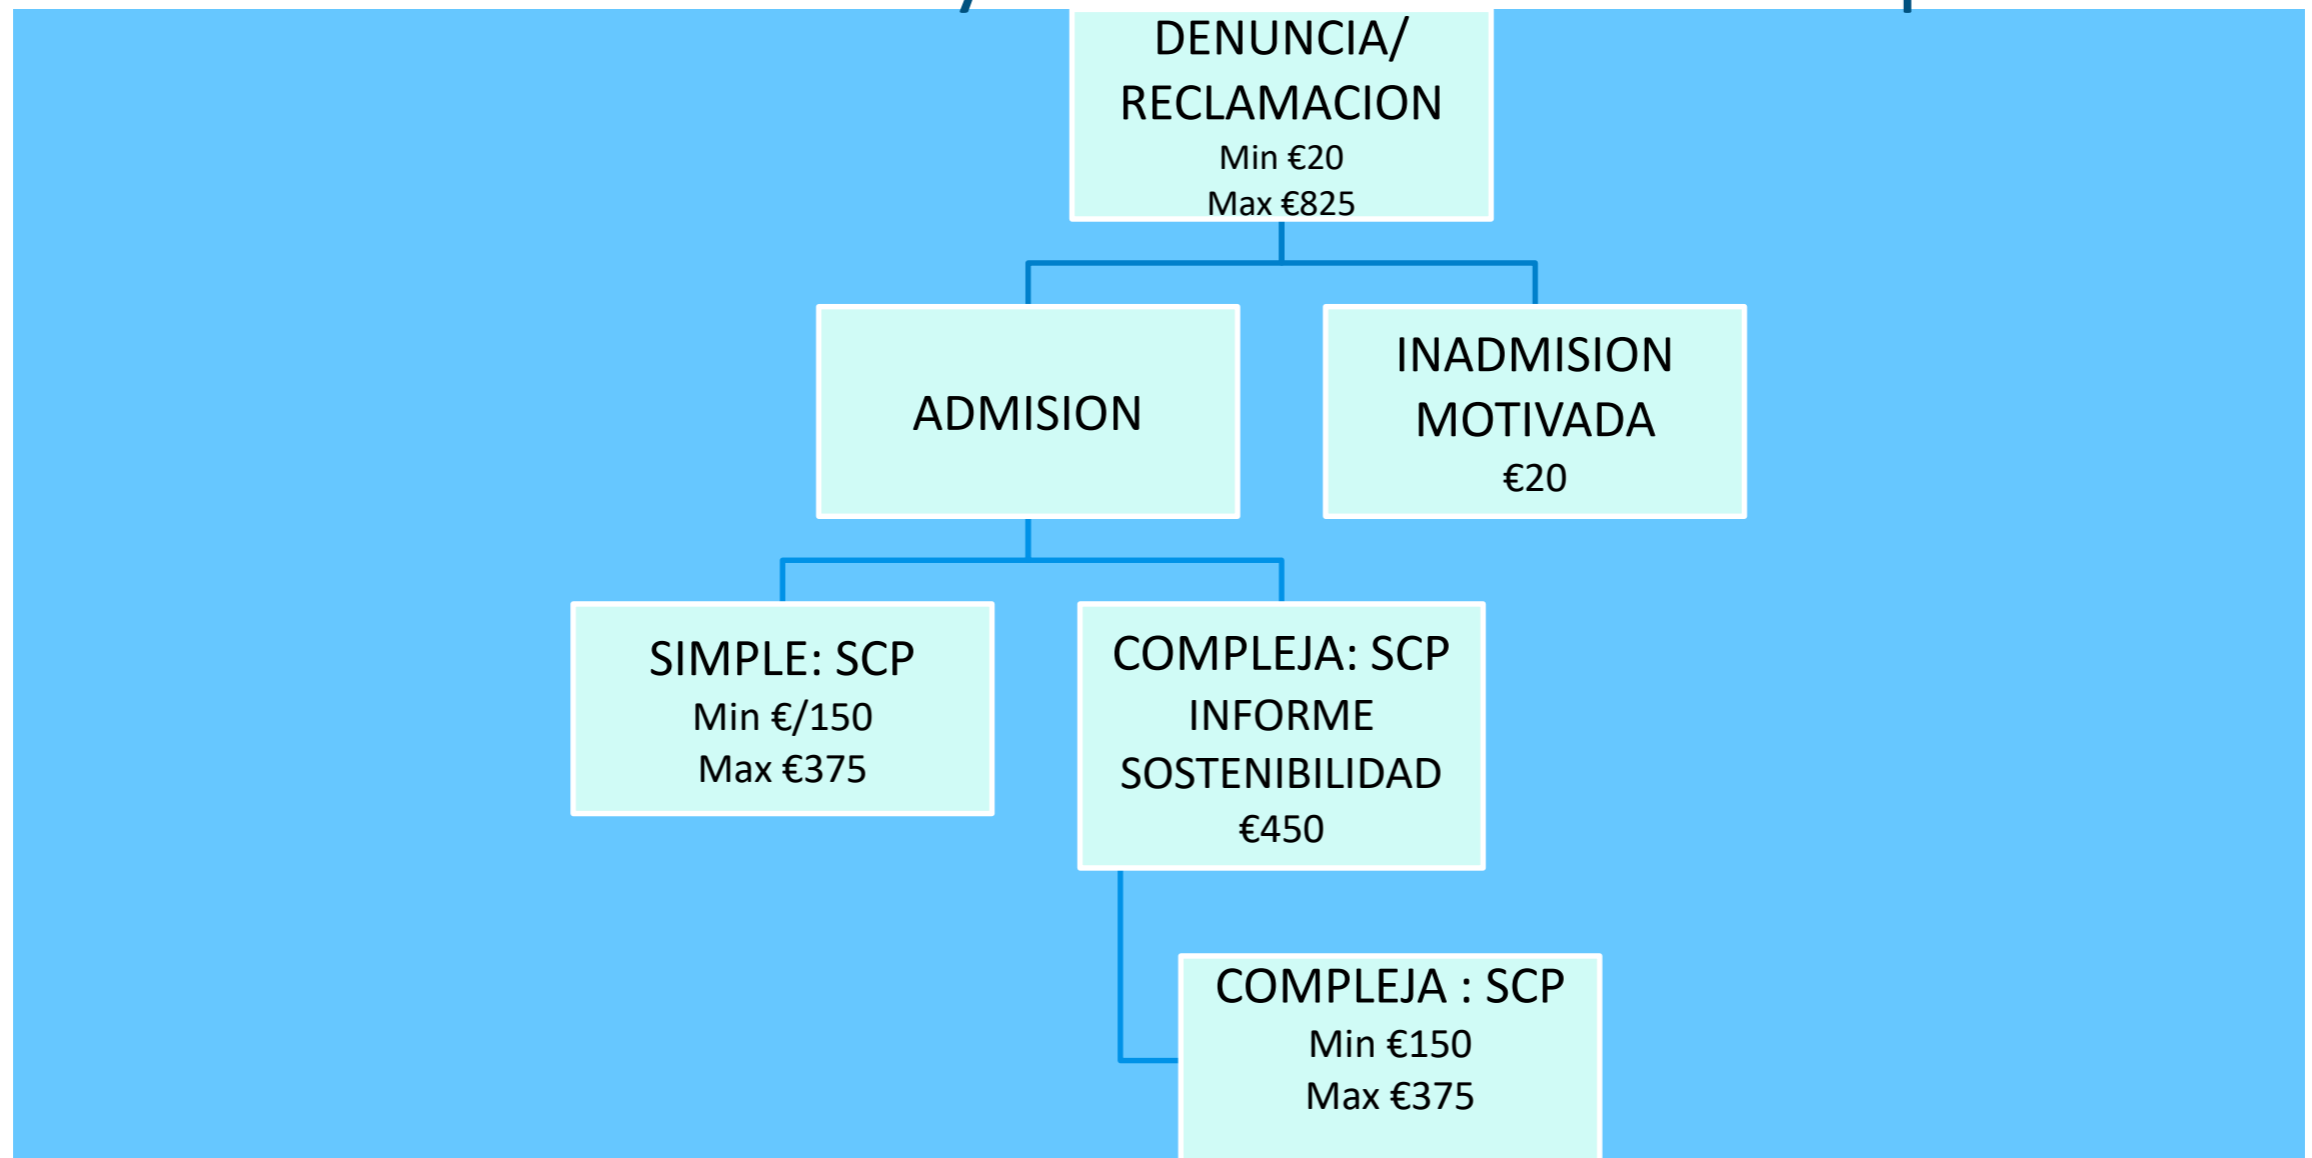 DENUNCIA/
RECLAMACION
Min €20
Max €825
ADMISION
INADMISION
MOTIVADA
€20
SIMPLE: SCP
Min €/150
Max €375
COMPLEJA: SCP
INFORME
SOSTENIBILIDAD
€450
COMPLEJA : SCP
Min €150
Max €375